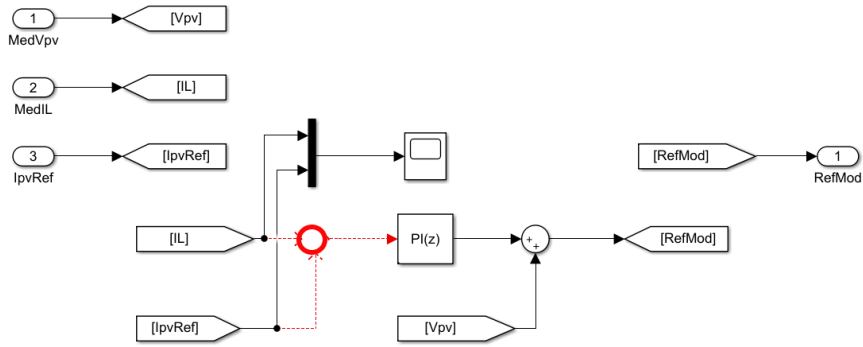 1
[Vpv]
MedVpv
2
[IL]
MedIL
3
[IpvRef]
IpvRef
[RefMod]
1
RefMod
[IL]
PI(z)
+
+
[RefMod]
[IpvRef]
[Vpv]